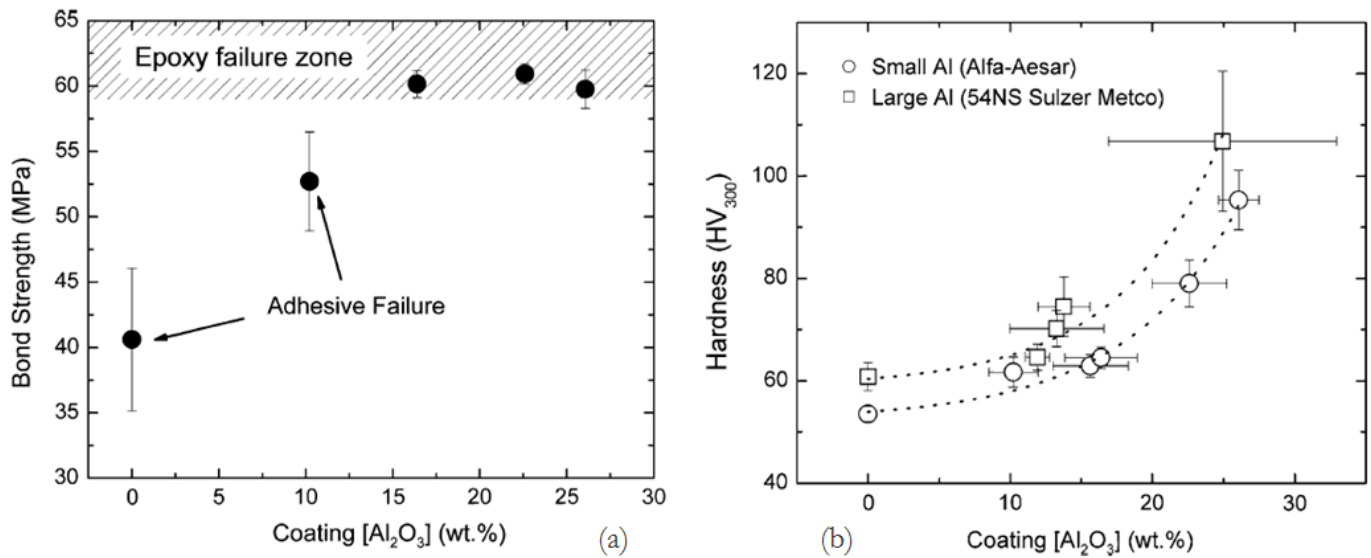 65
60
55
50
45
40
35
30
Bond Strength (MPa)
Epoxy failure zone
Adhesive Failure
0 5 10 15 20 25 30
Coating [Al₂O₃] (wt.%)
(a)
120
100
80
60
40
Hardness (HV₃₀₀)
Small Al (Alfa-Aesar)
Large Al (54NS Sulzer Metco)
0 10 20 30
Coating [Al₂O₃] (wt.%)
(b)